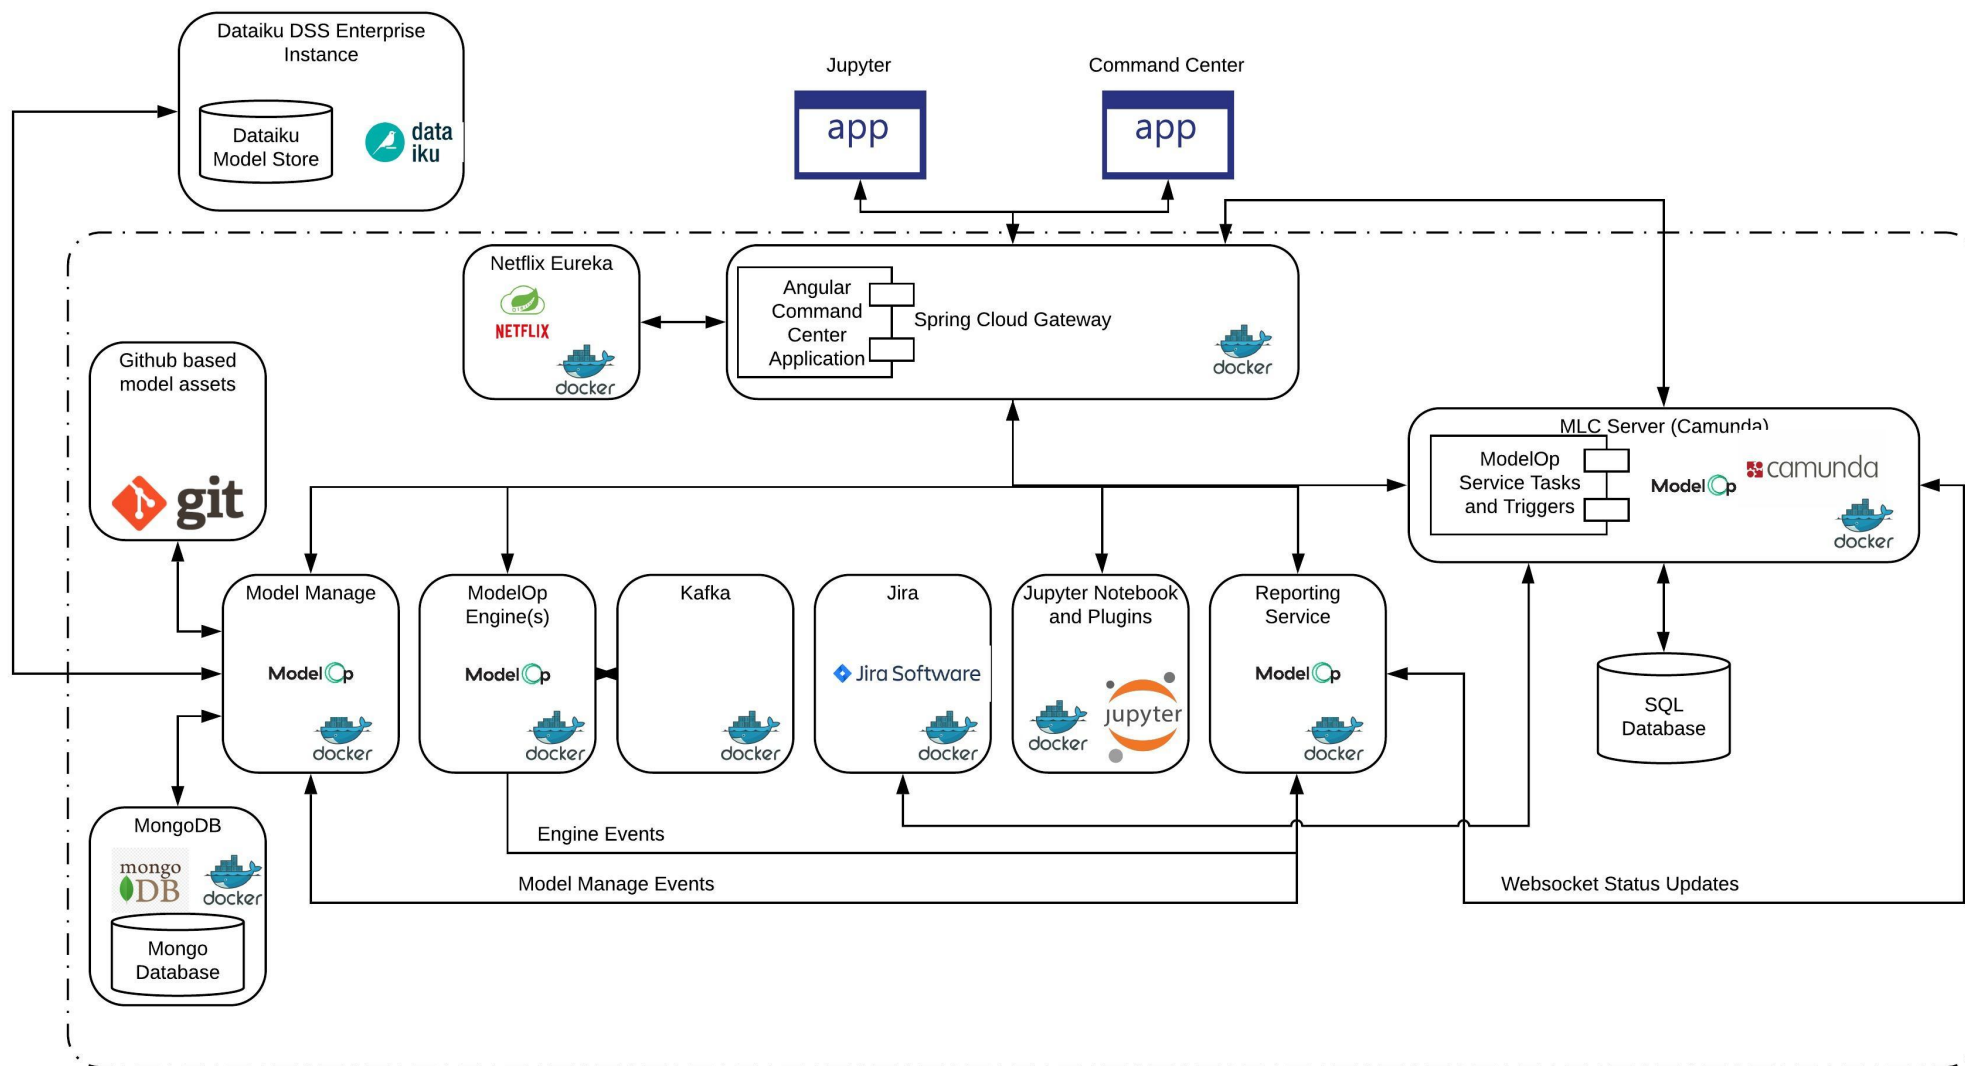 Dataiku DSS Enterprise
Instance
Dataiku
Model Store
data
iku
Jupyter
app
Command Center
app
Netflix Eureka
NETFLIX
docker
Angular
Command
Center
Application
Spring Cloud Gateway
docker
Github based
model assets
git
MLC Server (Camunda)
ModelOp
Service Tasks
and Triggers
ModelOp
camunda
docker
Model Manage
ModelOp
docker
ModelOp
Engine(s)
ModelOp
docker
Kafka
docker
Jira
Jira Software
docker
Jupyter Notebook
and Plugins
docker
jupyter
Reporting
Service
ModelOp
docker
SQL
Database
MongoDB
mongo
DB
docker
Mongo
Database
Engine Events
Model Manage Events
Websocket Status Updates